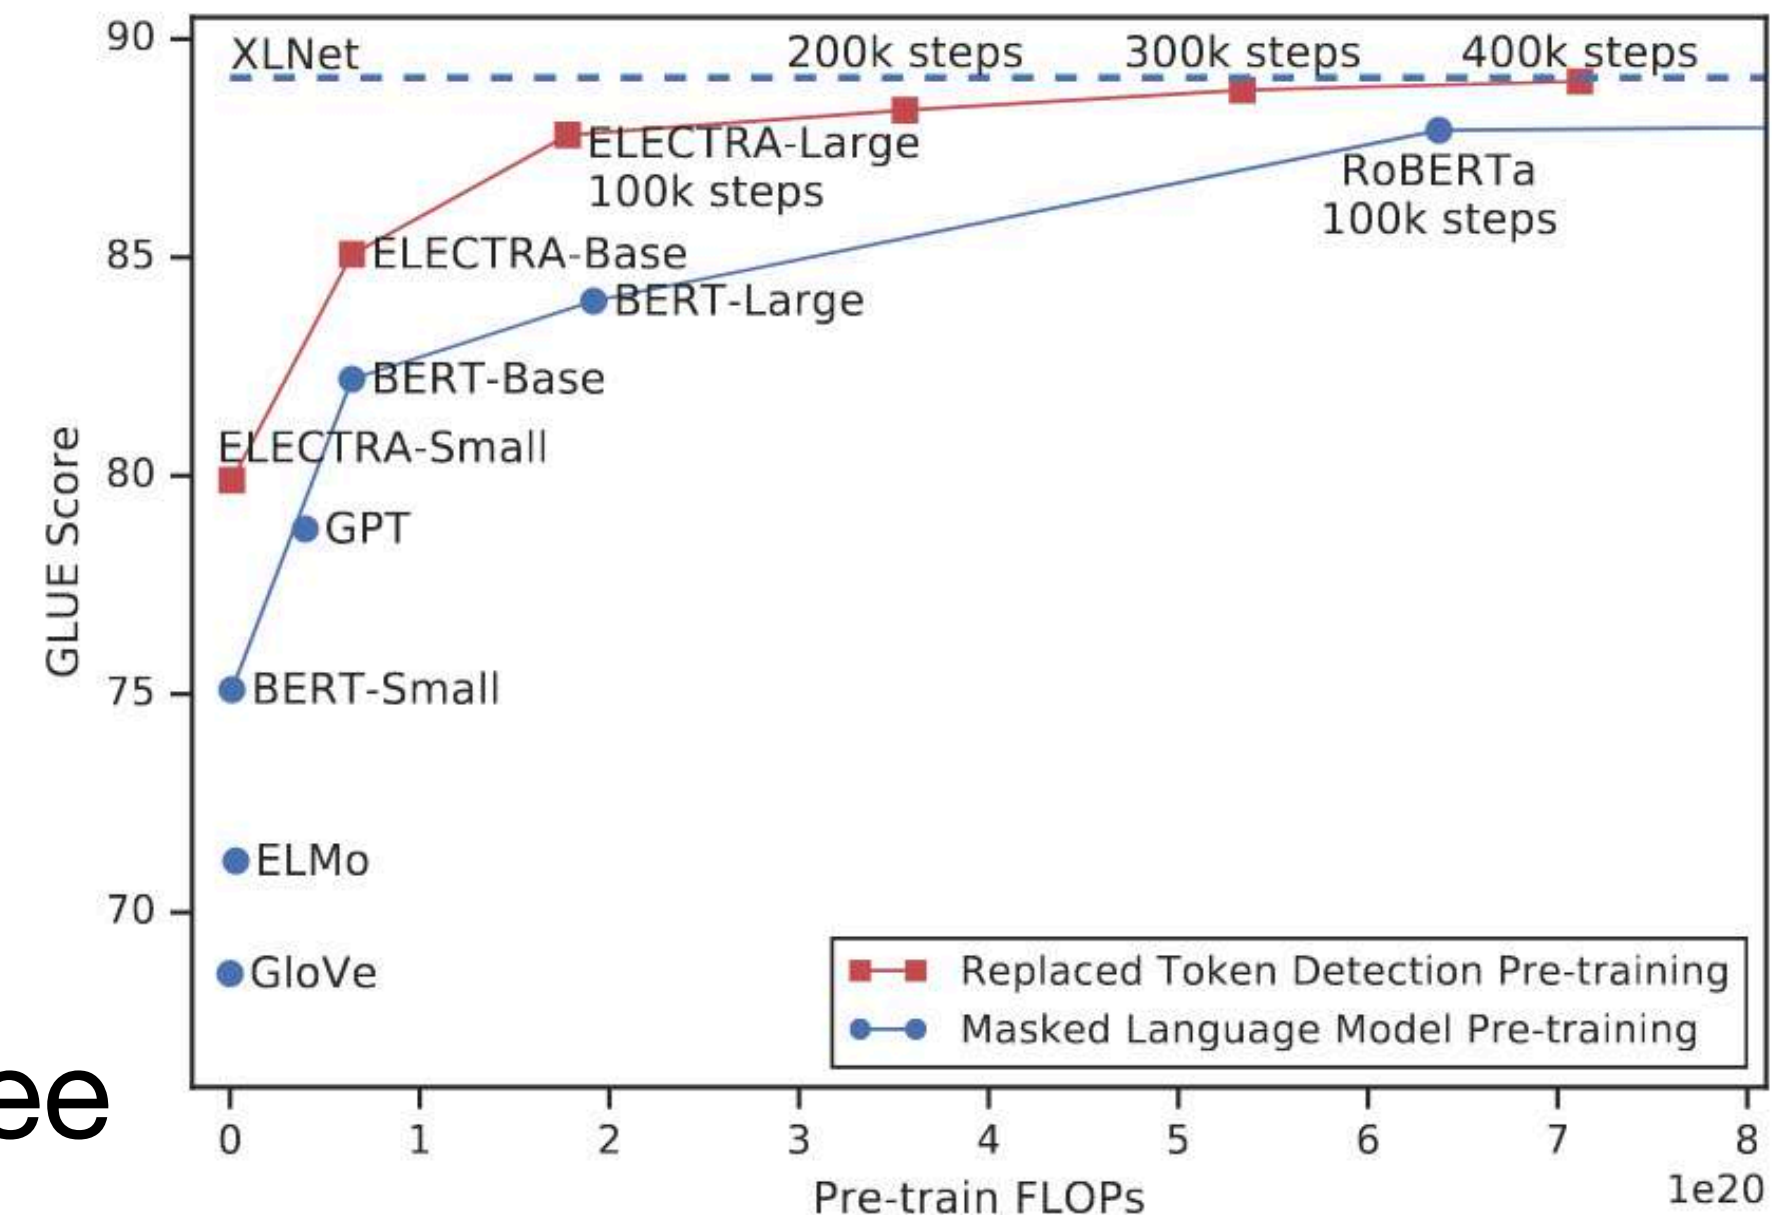 90
XLNet
200k steps
300k steps
400k steps
ELECTRA-Large
100k steps
RoBERTa
100k steps
85
ELECTRA-Base
BERT-Large
BERT-Base
ELECTRA-Small
80
GPT
GLUE Score
75
BERT-Small
ELMo
70
GloVe
Replaced Token Detection Pre-training
Masked Language Model Pre-training
ee
0 1 2 3 4 5 6 7 8
1e20
Pre-train FLOPs